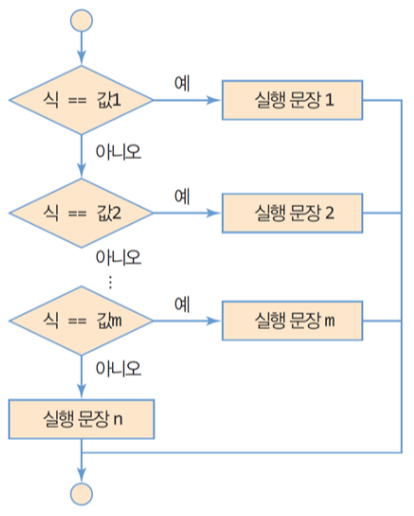 예
식 == 값1
실행 문장 1
아니오
예
식 == 값2
실행 문장 2
아니오
⋮
예
식 == 값m
실행 문장 m
아니오
실행 문장 n